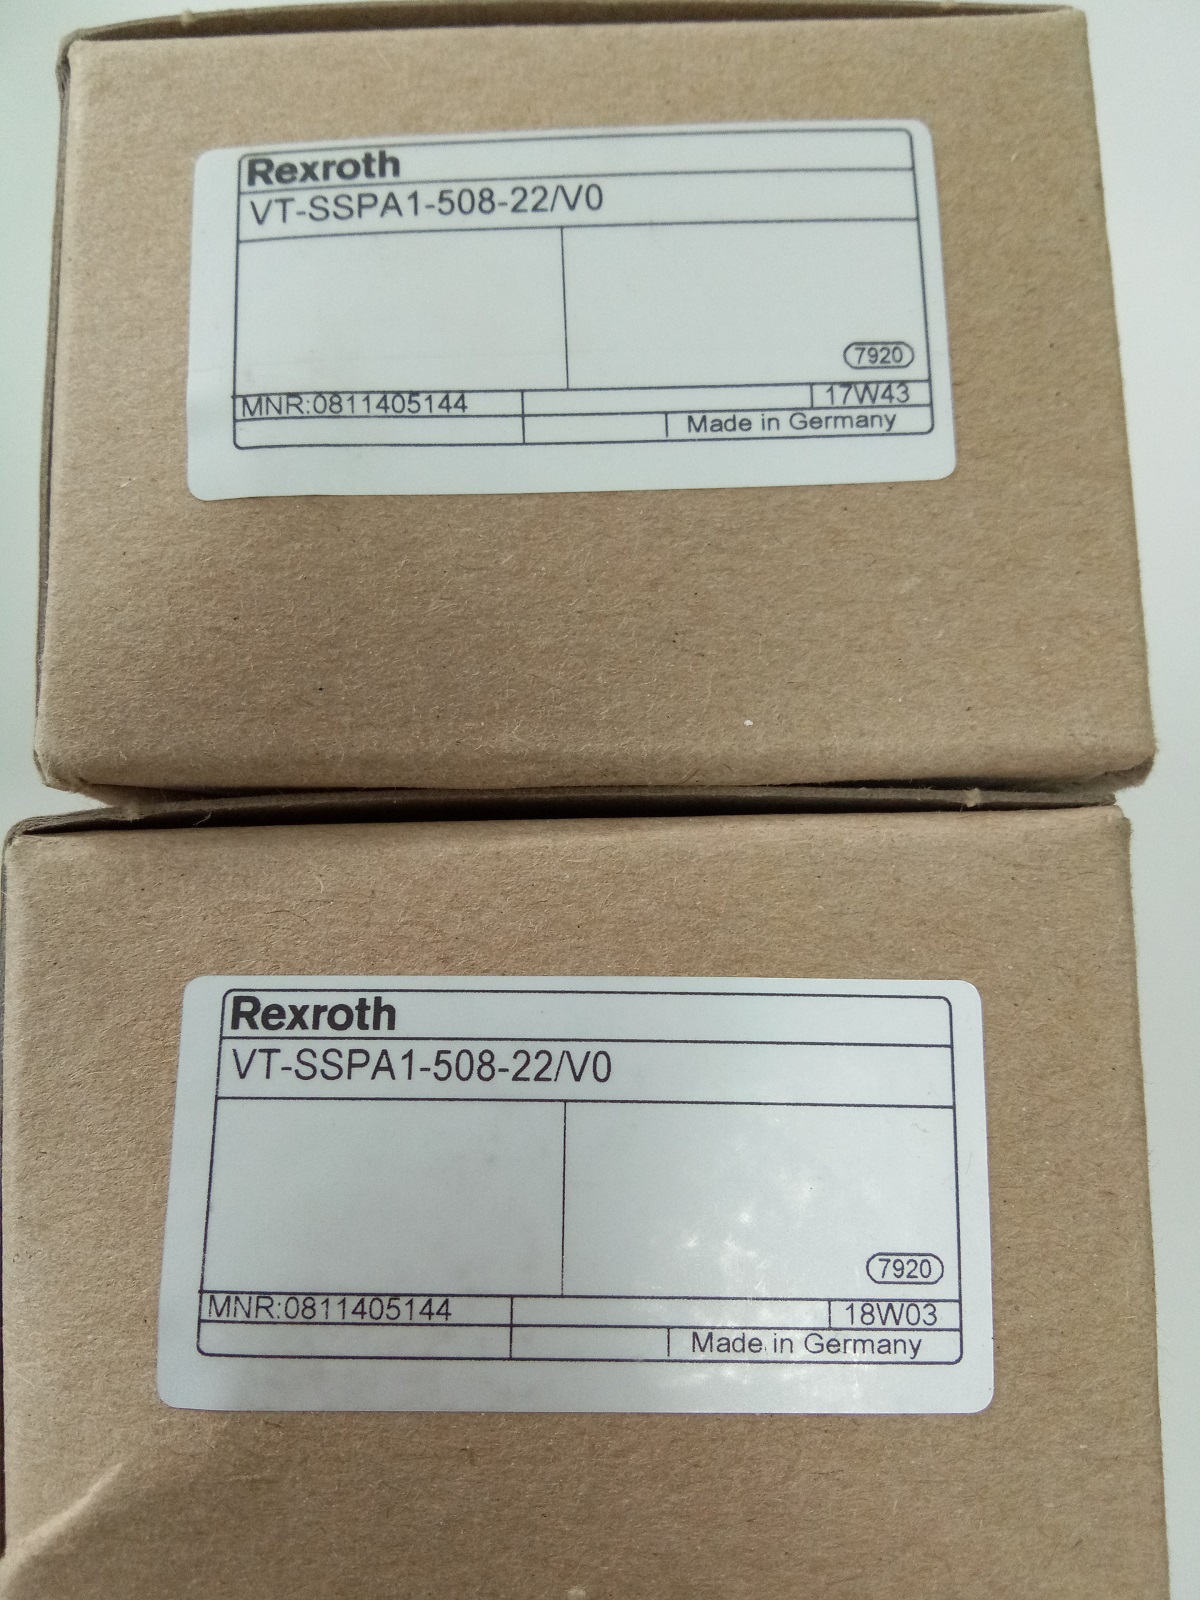 Rexroth
VT-SSPA1-508-22/V0
7920
MNR:0811405144 17W43
Made in Germany
Rexroth
VT-SSPA1-508-22/V0
7920
MNR:0811405144 18W03
Made in Germany